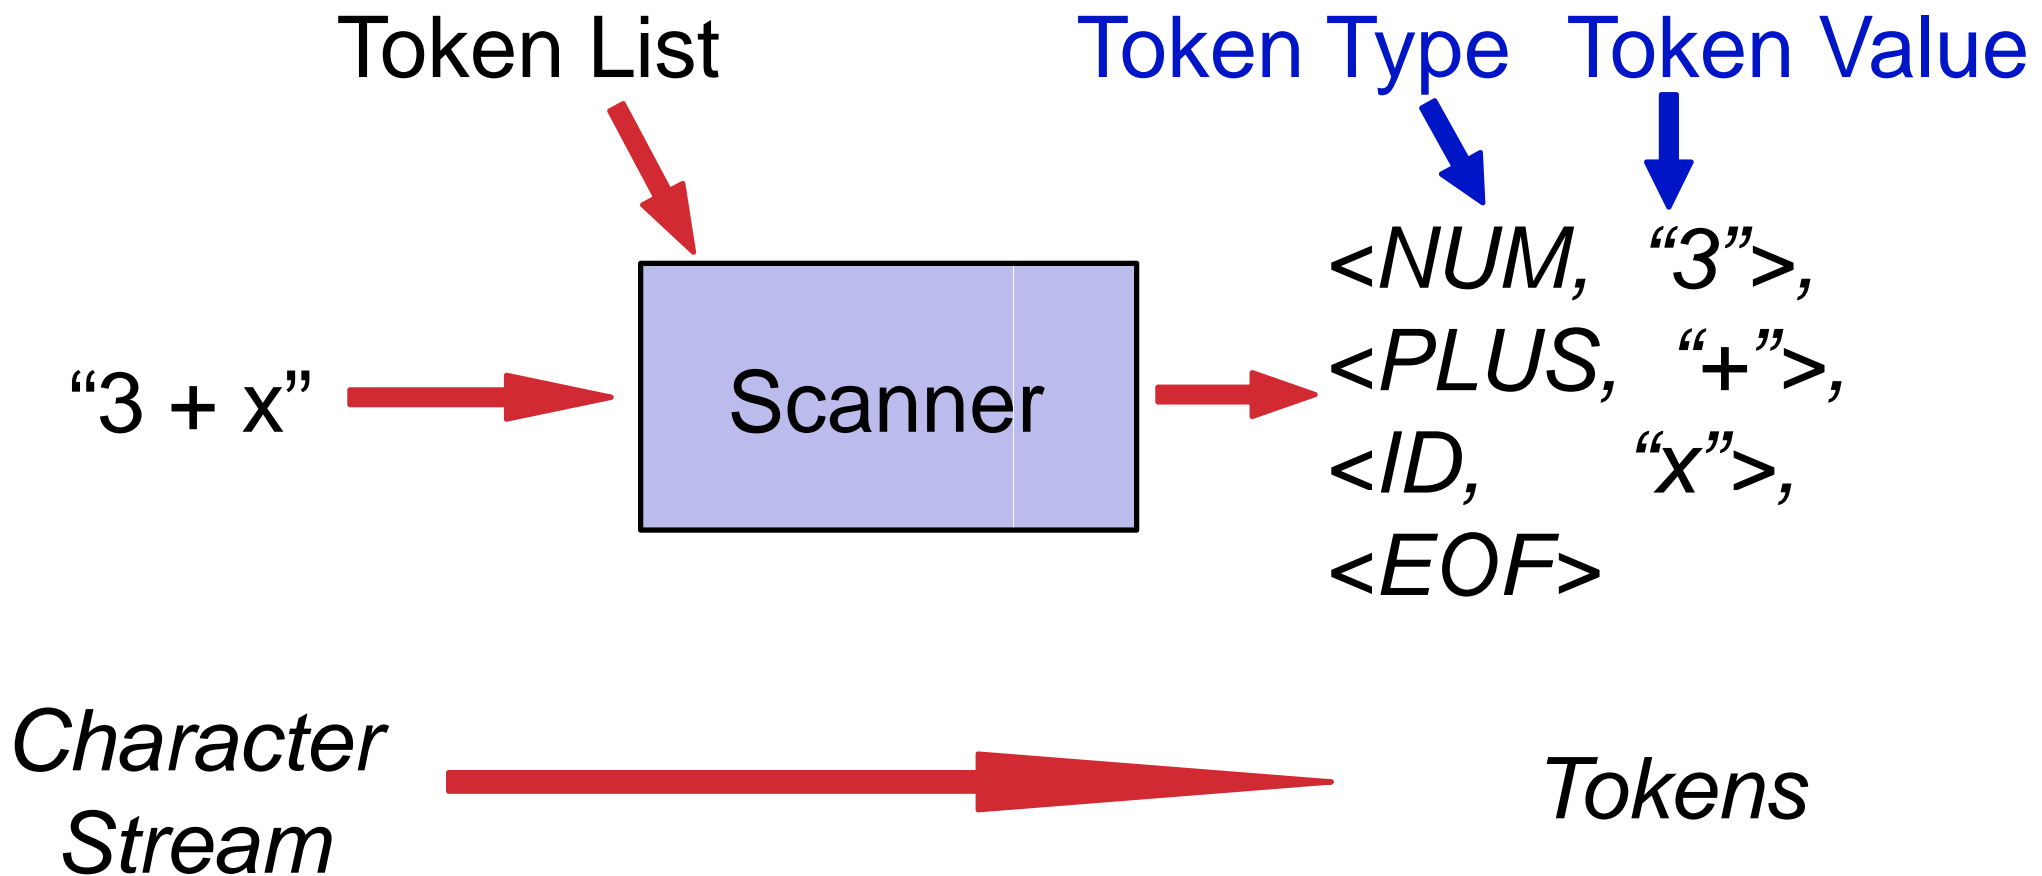 Token List
Token Type Token Value
“3 + x”
Scanner
<NUM, “3”>,
<PLUS, “+”>,
<ID, “x”>,
<EOF>
Character
Stream
Tokens